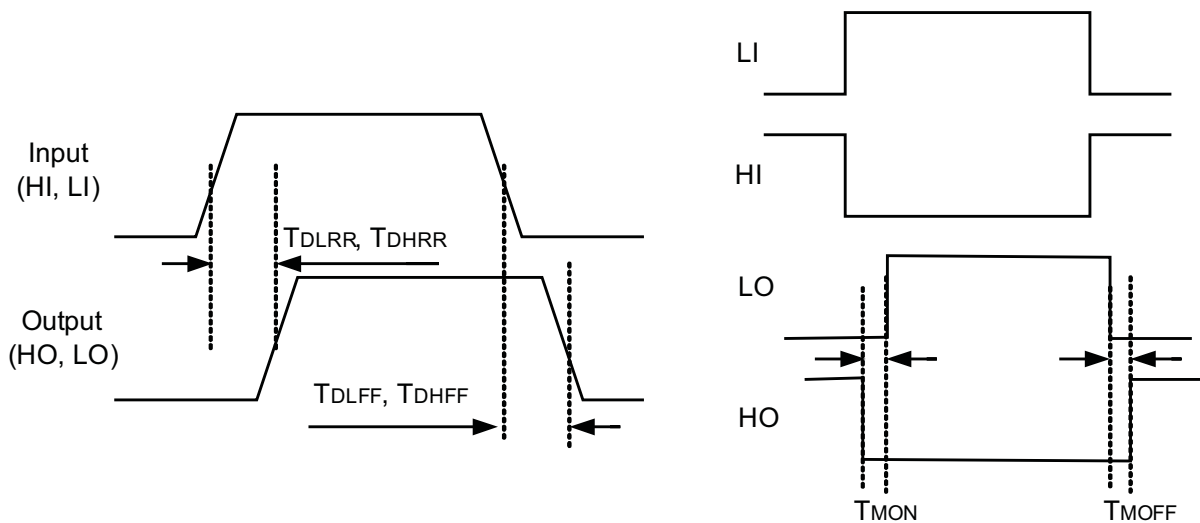 Input
(HI, LI)
TDLRR, TDHRR
Output
(HO, LO)
TDLFF, TDHFF
LI
HI
LO
HO
TMON
TMOFF